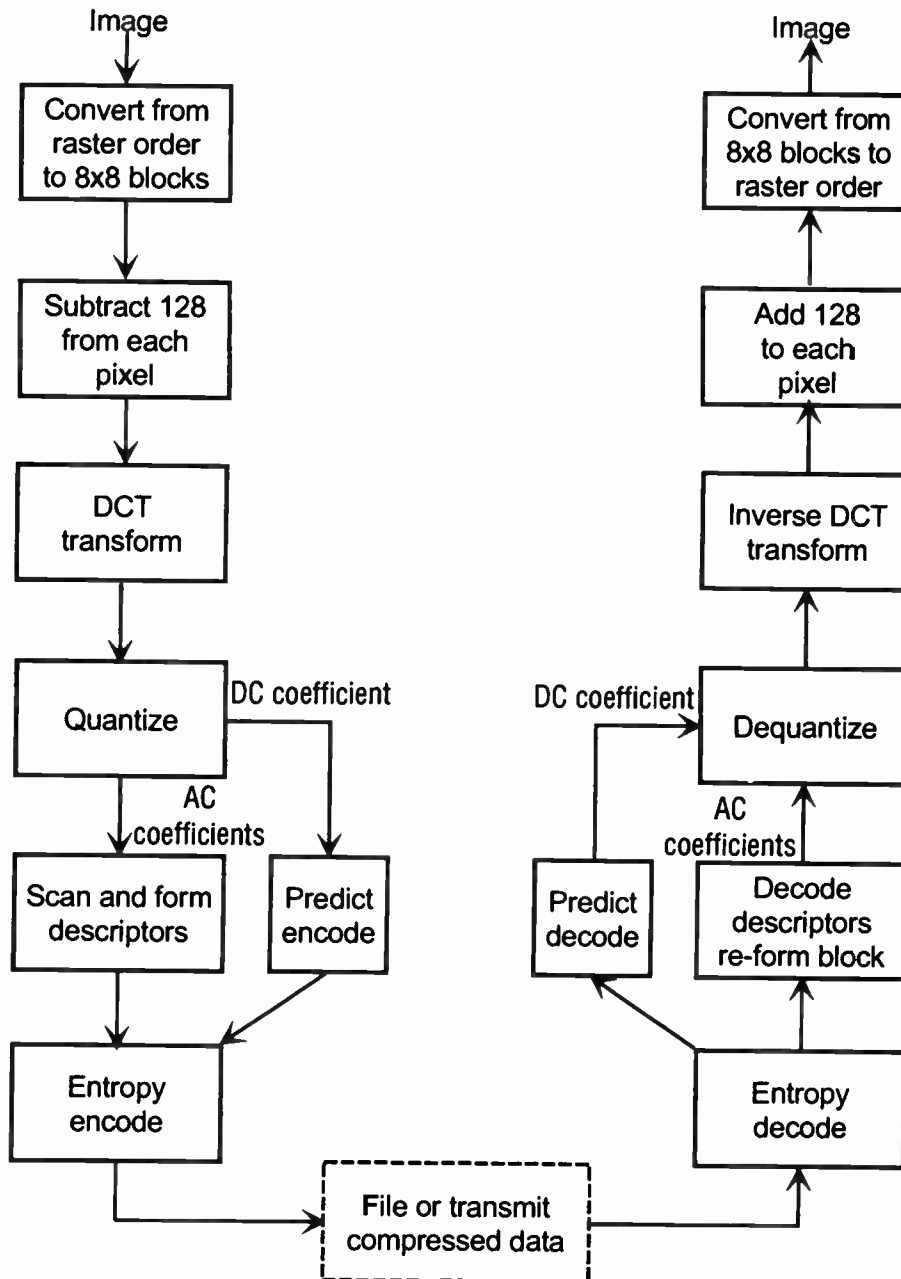 Image
Convert from
raster order
to 8x8 blocks
Subtract 128
from each
pixel
DCT
transform
Quantize
DC coefficient
AC
coefficients
Scan and form
descriptors
Predict
encode
Entropy
encode
File or transmit
compressed data
Entropy
decode
Predict
decode
Decode
descriptors
re-form block
DC coefficient
AC
coefficients
Dequantize
Inverse DCT
transform
Add 128
to each
pixel
Convert from
8x8 blocks to
raster order
Image